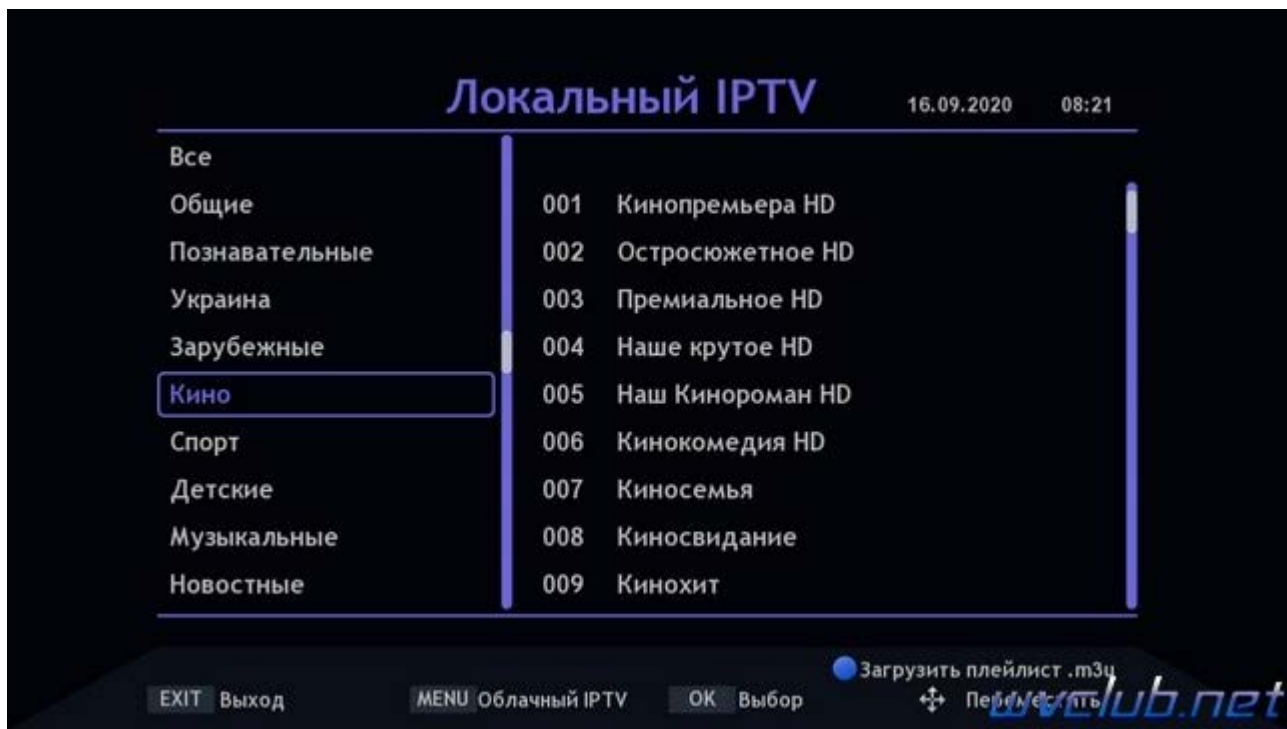 Локальный IPTV 16.09.2020 08:21
Все
Общие
Познавательные
Украина
Зарубежные
Кино
Спорт
Детские
Музыкальные
Новостные
001 Кинопремьера HD
002 Остросюжетное HD
003 Премиальное HD
004 Наше крутое HD
005 Наш Кинороман HD
006 Кинокомедия HD
007 Киносемья
008 Киносвидание
009 Кинохит
Загрузить плейлист .m3u
EXIT Выход MENU Облачный IPTV OK Выбор
wvclub.net